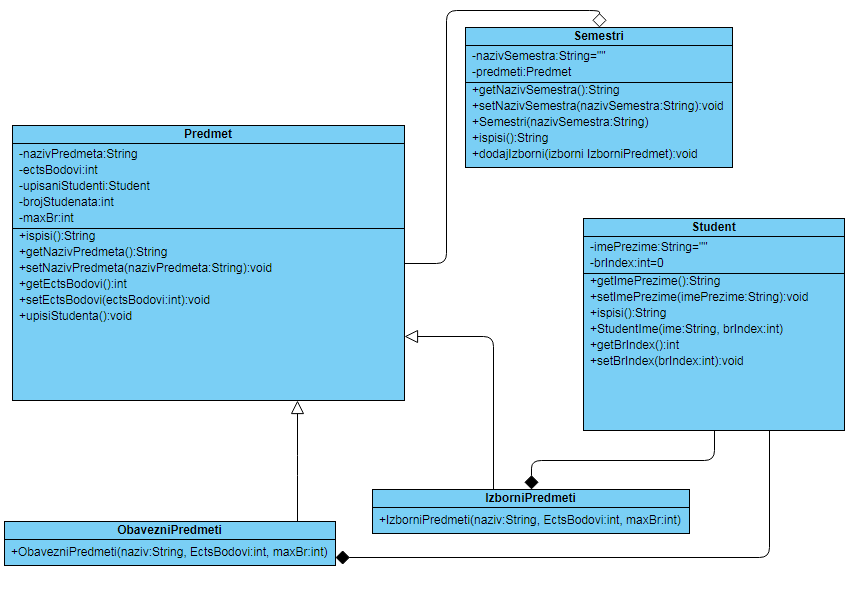 Semestri
-nazivSemestra:String=""
-predmeti:Predmet
+getNazivSemestra():String
+setNazivSemestra(nazivSemestra:String):void
+Semestri(nazivSemestra:String)
+ispisi():String
+dodajIzborni(izborni IzborniPredmet):void
Predmet
-nazivPredmeta:String
-ectsBodovi:int
-upisaniStudenti:Student
-brojStudenata:int
-maxBr:int
+ispisi():String
+getNazivPredmeta():String
+setNazivPredmeta(nazivPredmeta:String):void
+getEctsBodovi():int
+setEctsBodovi(ectsBodovi:int):void
+upisiStudenta():void
Student
-imePrezime:String=""
-brIndex:int=0
+getImePrezime():String
+setImePrezime(imePrezime:String):void
+ispisi():String
+StudentIme(ime:String, brIndex:int)
+getBrIndex():int
+setBrIndex(brIndex:int):void
IzborniPredmeti
+IzborniPredmeti(naziv:String, EctsBodovi:int, maxBr:int)
ObavezniPredmeti
+ObavezniPredmeti(naziv:String, EctsBodovi:int, maxBr:int)